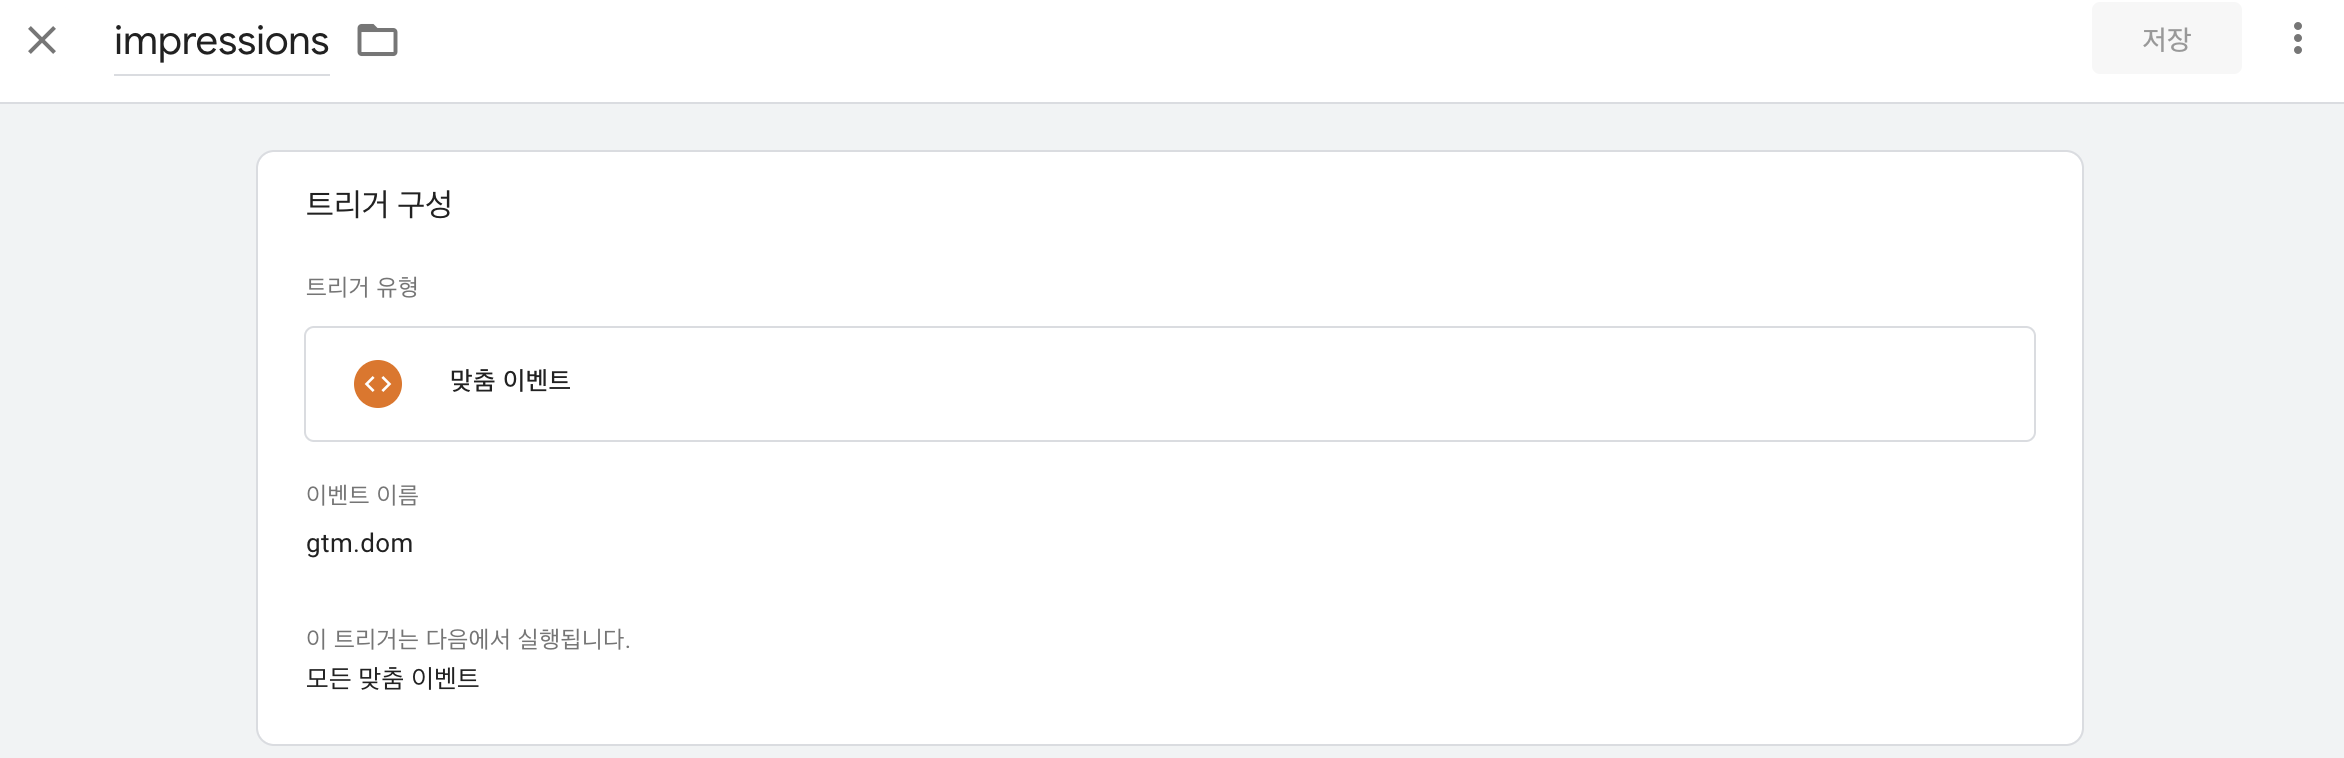 impressions
저장
트리거 구성
트리거 유형
맞춤 이벤트
이벤트 이름
gtm.dom
이 트리거는 다음에서 실행됩니다.
모든 맞춤 이벤트